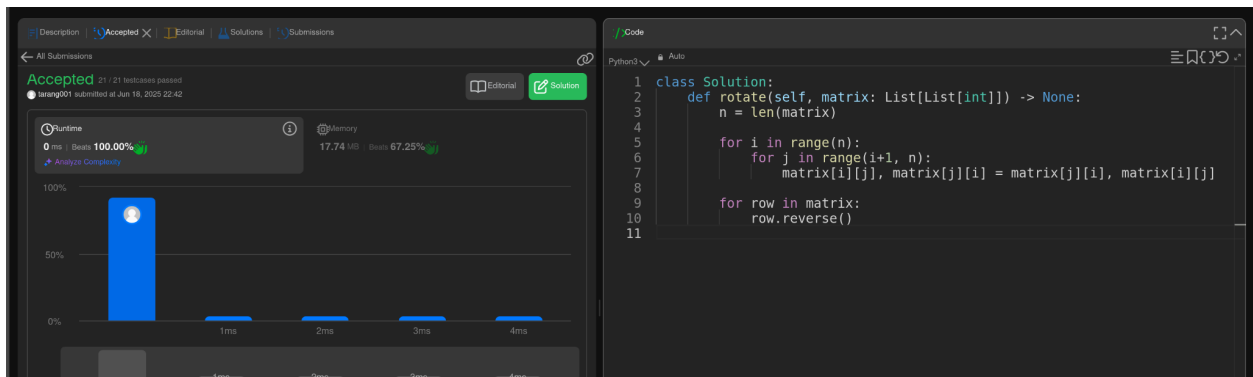 Description | Accepted | Editorial | Solutions | Submissions
All Submissions
Accepted 21 / 21 testcases passed
tarang001 submitted at Jun 18, 2025 22:42
Editorial
Solution
Runtime
0 ms | Beats 100.00%
Analyze Complexity
Memory
17.74 MB | Beats 67.25%
100%
50%
0%
1ms 2ms 3ms 4ms
1ms 2ms 3ms 4ms
Code
Python3 Auto
1 class Solution:
2     def rotate(self, matrix: List[List[int]]) -> None:
3         n = len(matrix)
4
5         for i in range(n):
6             for j in range(i+1, n):
7                 matrix[i][j], matrix[j][i] = matrix[j][i], matrix[i][j]
8
9         for row in matrix:
10             row.reverse()
11